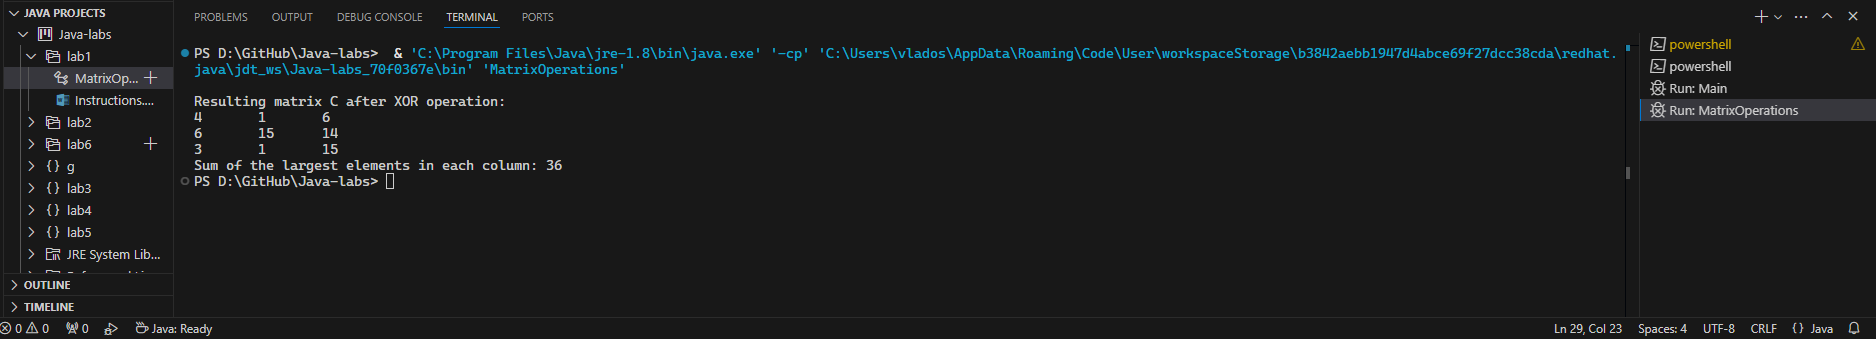 JAVA PROJECTS
Java-labs
lab1
MatrixOp...
Instructions....
lab2
lab6
{} g
{} lab3
{} lab4
{} lab5
JRE System Lib...
OUTLINE
TIMELINE
PROBLEMS OUTPUT DEBUG CONSOLE TERMINAL PORTS
PS D:\GitHub\Java-labs>  & 'C:\Program Files\Java\jre-1.8\bin\java.exe' '-cp' 'C:\Users\vlados\AppData\Roaming\Code\User\workspaceStorage\b3842aebb1947d4abce69f27dcc38cda\redhat.
java\jdt_ws\Java-labs_70f0367e\bin' 'MatrixOperations'
Resulting matrix C after XOR operation:
4 1 6
6 15 14
3 1 15
Sum of the largest elements in each column: 36
PS D:\GitHub\Java-labs>
powershell
powershell
Run: Main
Run: MatrixOperations
0 0 0 Java: Ready Ln 29, Col 23 Spaces: 4 UTF-8 CRLF {} Java